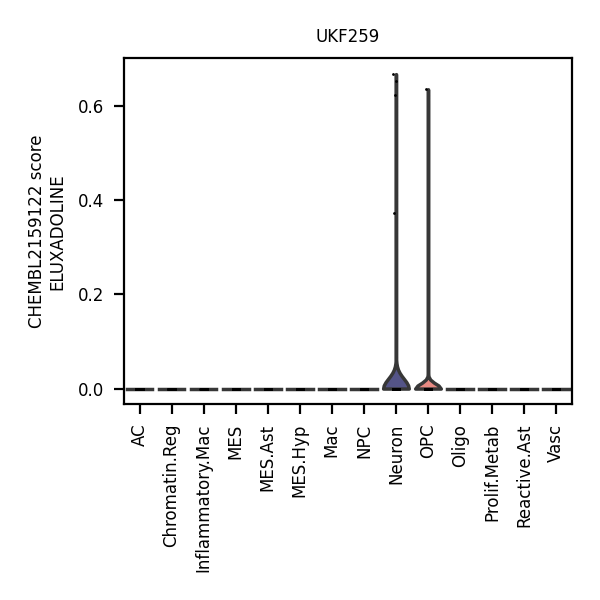 UKF259
CHEMBL2159122 score
ELUXADOLINE
0.6
0.4
0.2
0.0
AC
Chromatin.Reg
Inflammatory.Mac
MES
MES.Ast
MES.Hyp
Mac
NPC
Neuron
OPC
Oligo
Prolif.Metab
Reactive.Ast
Vasc